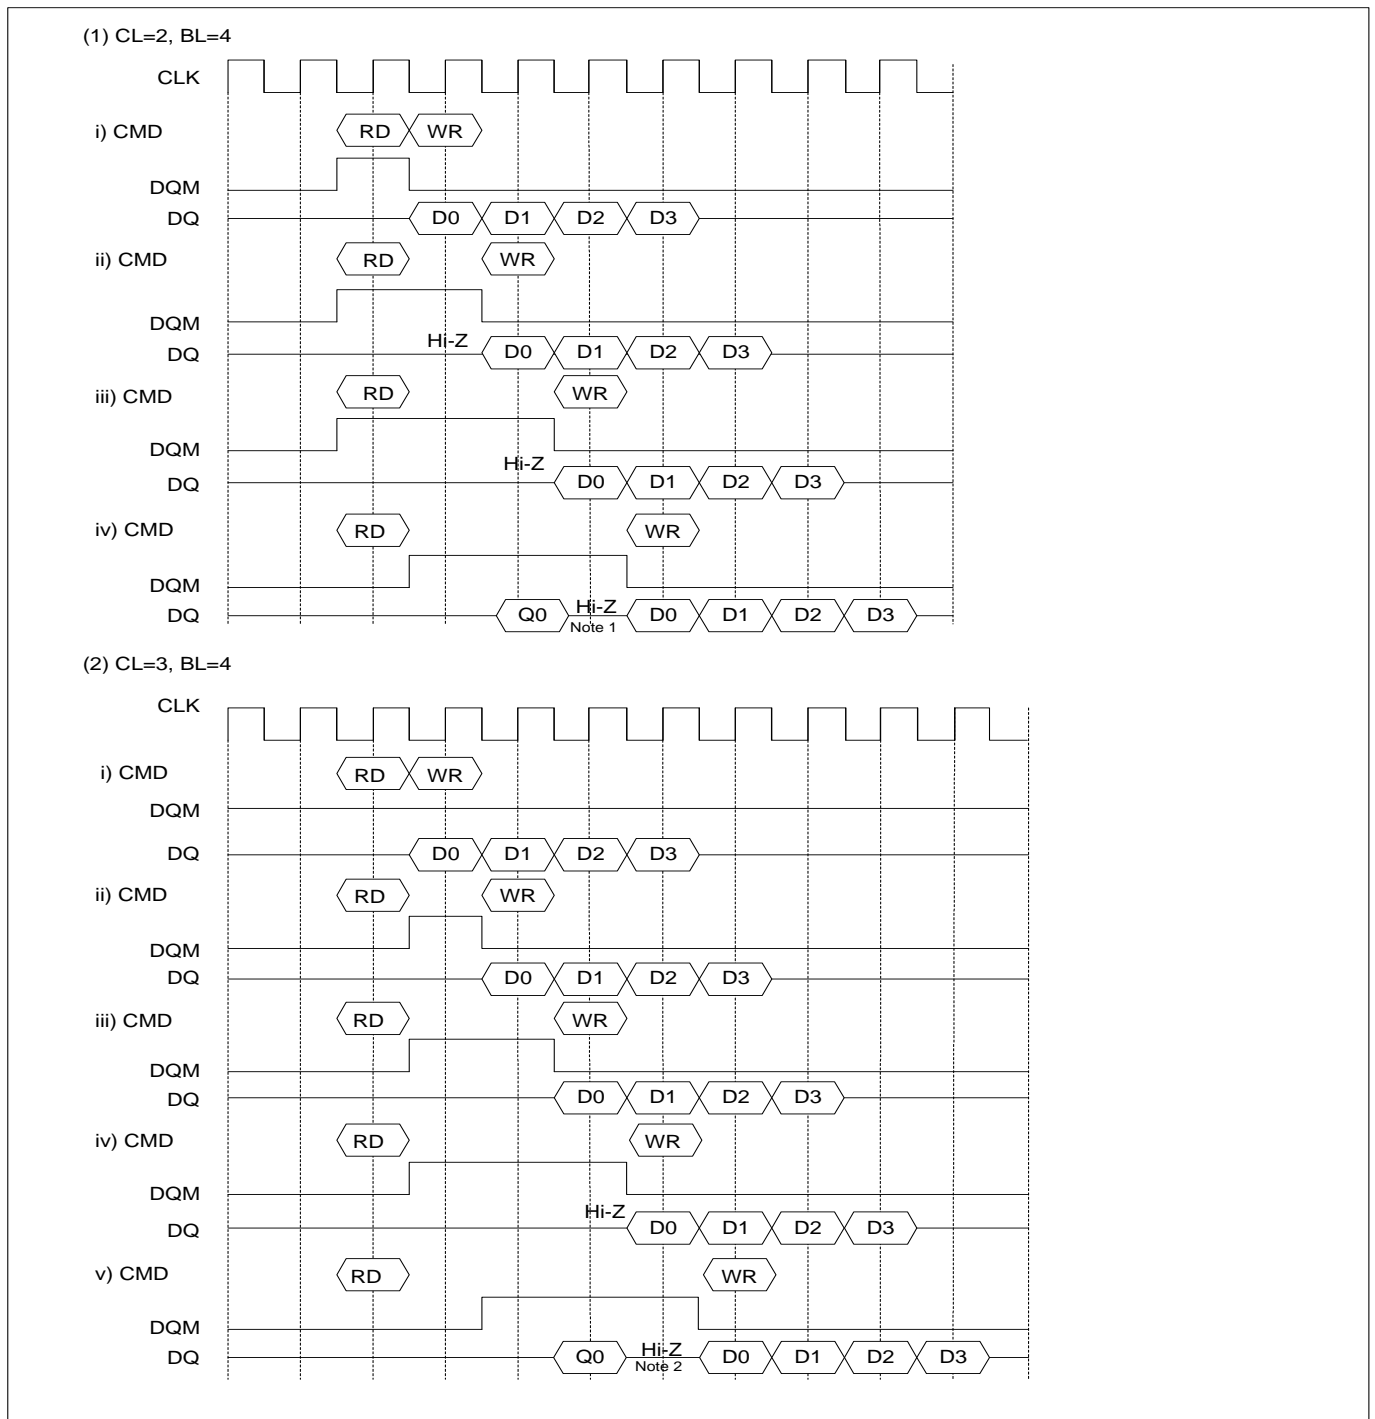 (1) CL=2, BL=4
CLK
i) CMD RD WR
DQM
DQ D0 D1 D2 D3
ii) CMD RD WR
DQM
Hi-Z
DQ D0 D1 D2 D3
iii) CMD RD WR
DQM
Hi-Z
DQ D0 D1 D2 D3
iv) CMD RD WR
DQM
DQ Q0 Hi-Z D0 D1 D2 D3
Note 1
(2) CL=3, BL=4
CLK
i) CMD RD WR
DQM
DQ D0 D1 D2 D3
ii) CMD RD WR
DQM
DQ D0 D1 D2 D3
iii) CMD RD WR
DQM
DQ D0 D1 D2 D3
iv) CMD RD WR
DQM
Hi-Z
DQ D0 D1 D2 D3
v) CMD RD WR
DQM
DQ Q0 Hi-Z D0 D1 D2 D3
Note 2